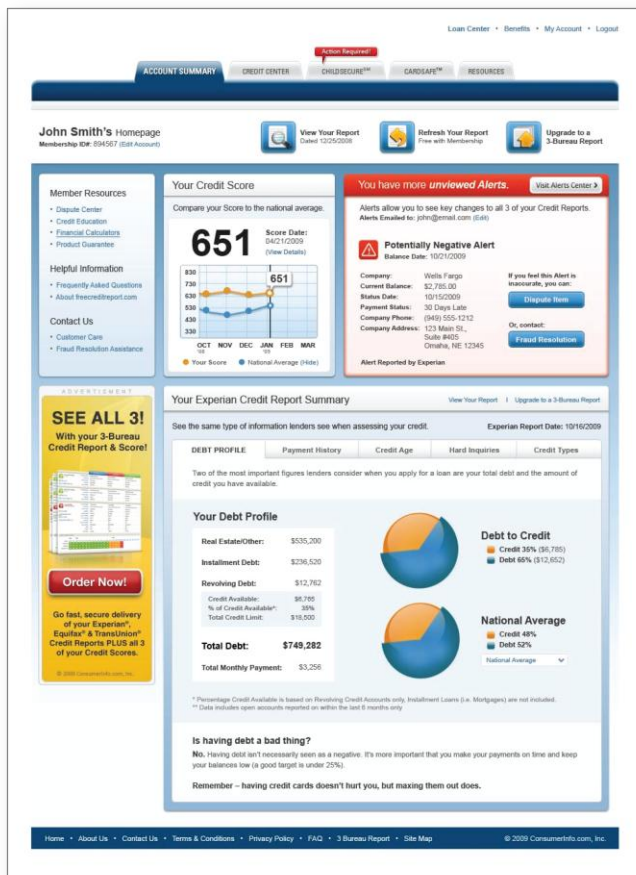 Loan Center • Benefits • My Account • Logout
Action Required!
ACCOUNT SUMMARY
CREDIT CENTER
CHILDSECURE℠
CARDSAFE™
RESOURCES
John Smith's Homepage
Membership ID#: 894567 (Edit Account)
View Your Report
Dated 12/25/2008
Refresh Your Report
Free with Membership
Upgrade to a
3-Bureau Report
Member Resources
• Dispute Center
• Credit Education
• Financial Calculators
• Product Guarantee
Helpful Information
• Frequently Asked Questions
• About freecreditreport.com
Contact Us
• Customer Care
• Fraud Resolution Assistance
Your Credit Score
Compare your Score to the national average.
651
Score Date:
04/21/2009
(View Details)
830
730
630
530
430
330
651
OCT NOV DEC JAN FEB MAR
'08 '09
Your Score National Average (Hide)
You have more unviewed Alerts.
Visit Alerts Center
Alerts allow you to see key changes to all 3 of your Credit Reports.
Alerts Emailed to: john@email.com (Edit)
Potentially Negative Alert
Balance Date: 10/21/2009
Company: Wells Fargo
Current Balance: $2,785.00
Status Date: 10/15/2009
Payment Status: 30 Days Late
Company Phone: (949) 555-1212
Company Address: 123 Main St.,
Suite #405
Omaha, NE 12345
Alert Reported by Experian
If you feel this Alert is
inaccurate, you can:
Dispute Item
Or, contact:
Fraud Resolution
ADVERTISMENT
SEE ALL 3!
With your 3-Bureau
Credit Report & Score!
Order Now!
Go fast, secure delivery
of your Experian®,
Equifax® & TransUnion®
Credit Reports PLUS all 3
of your Credit Scores.
© 2009 ConsumerInfo.com, Inc.
Your Experian Credit Report Summary
View Your Report | Upgrade to a 3-Bureau Report
See the same type of information lenders see when assessing your credit.
Experian Report Date: 10/16/2009
DEBT PROFILE
Payment History
Credit Age
Hard Inquiries
Credit Types
Two of the most important figures lenders consider when you apply for a loan are your total debt and the amount of
credit you have available.
Your Debt Profile
Real Estate/Other: $535,200
Installment Debt: $236,520
Revolving Debt: $12,762
Credit Available: $6,765
% of Credit Available*: 35%
Total Credit Limit: $18,500
Total Debt: $749,282
Total Monthly Payment: $3,256
Debt to Credit
Credit 35% ($6,785)
Debt 65% ($12,652)
National Average
Credit 48%
Debt 52%
National Average
* Percentage Credit Available is based on Revolving Credit Accounts only, Installment Loans (i.e. Mortgages) are not included.
** Data includes open accounts reported on within the last 6 months only
Is having debt a bad thing?
No. Having debt isn't necessarily seen as a negative. It's more important that you make your payments on time and keep
your balances low (a good target is under 25%).
Remember – having credit cards doesn't hurt you, but maxing them out does.
Home • About Us • Contact Us • Terms & Conditions • Privacy Policy • FAQ • 3 Bureau Report • Site Map
© 2009 ConsumerInfo.com, Inc.